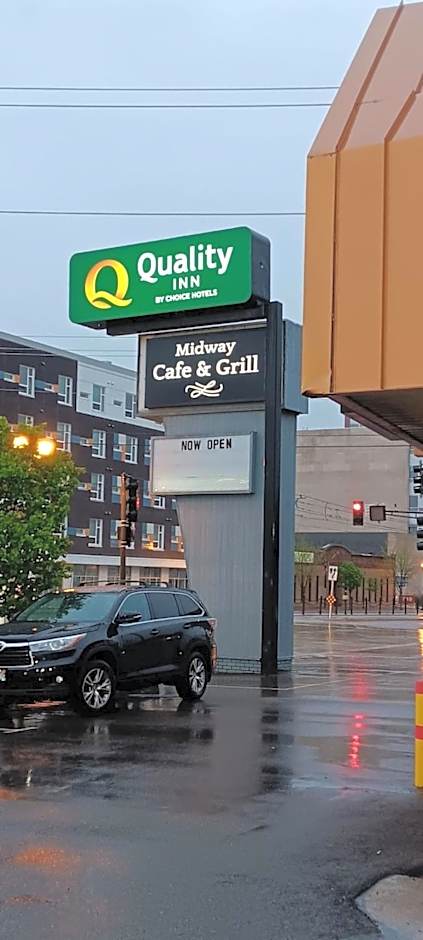 Quality
INN
BY CHOICE HOTELS
Midway
Cafe & Grill
NOW OPEN